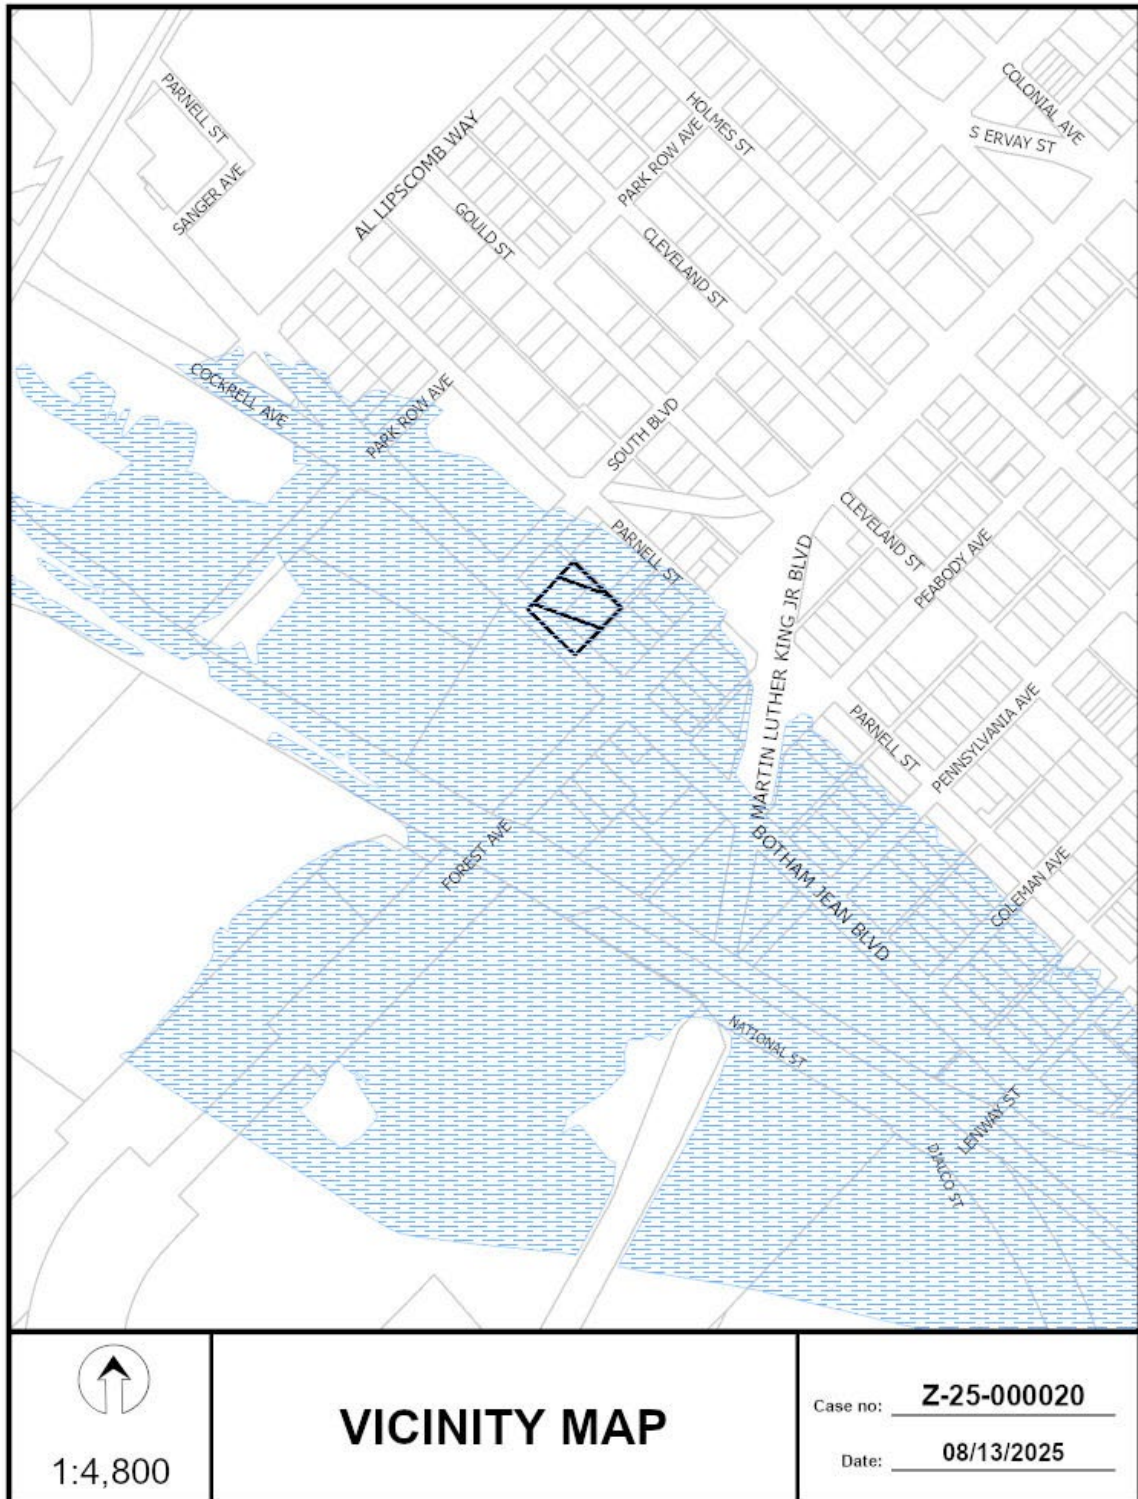 COLONIAL AVE
HOLMES ST
PARNELL ST
S ERVAY ST
PARK ROW AVE
AL LIPSCOMB WAY
SANGER AVE
GOULD ST
CLEVELAND ST
COCKRELL AVE
PARK ROW AVE
SOUTH BLVD
CLEVELAND ST
PARNELL ST
PEABODY AVE
MARTIN LUTHER KING JR BLVD
PENNSYLVANIA AVE
PARNELL ST
FOREST AVE
BOTHAM JEAN BLVD
COLEMAN AVE
NATIONAL ST
LENWAY ST
DIALCO ST
1:4,800
VICINITY MAP
Case no: Z-25-000020
Date: 08/13/2025